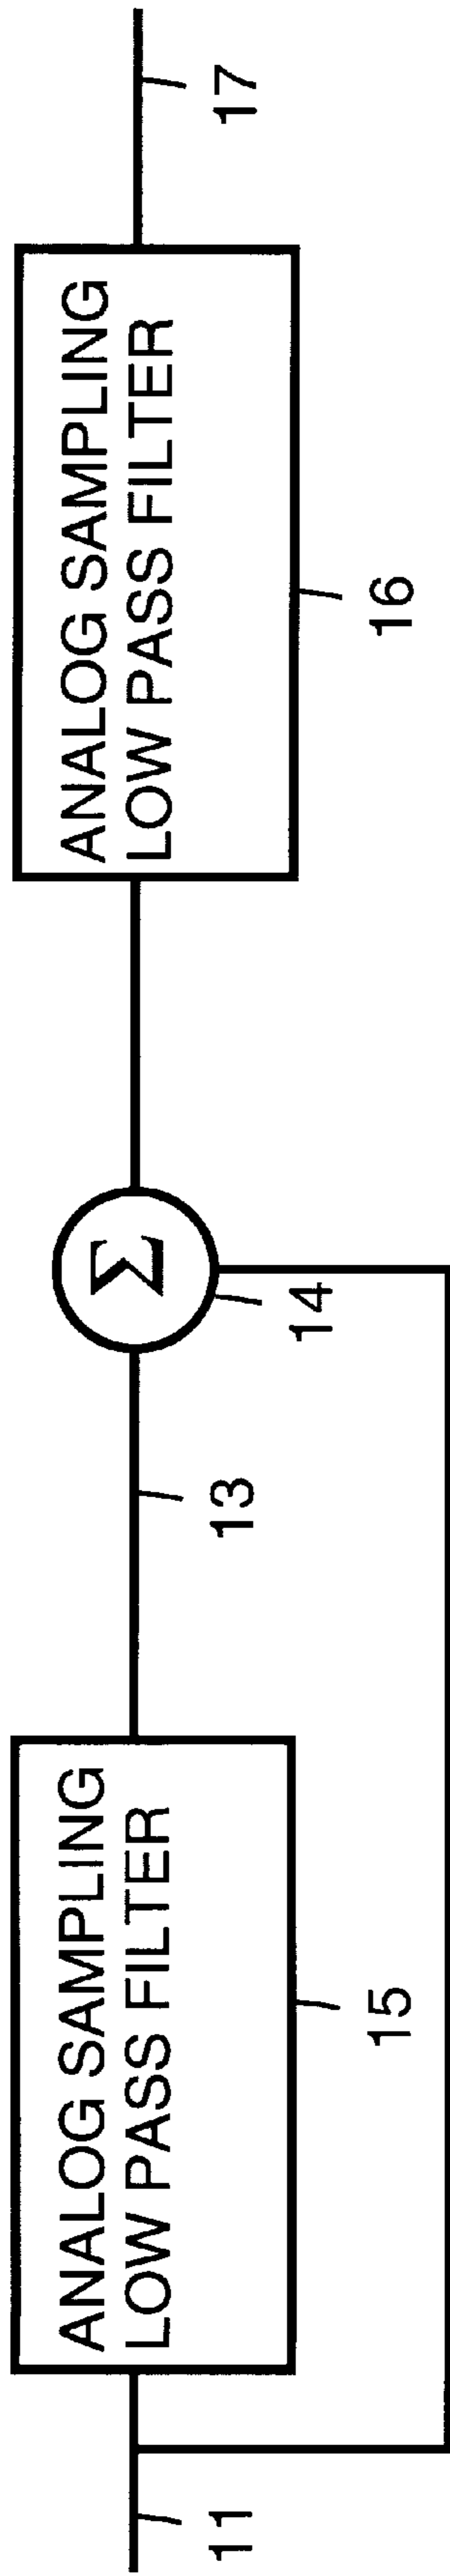 11
ANALOG SAMPLING
LOW PASS FILTER
15
13
Σ
14
ANALOG SAMPLING
LOW PASS FILTER
16
17